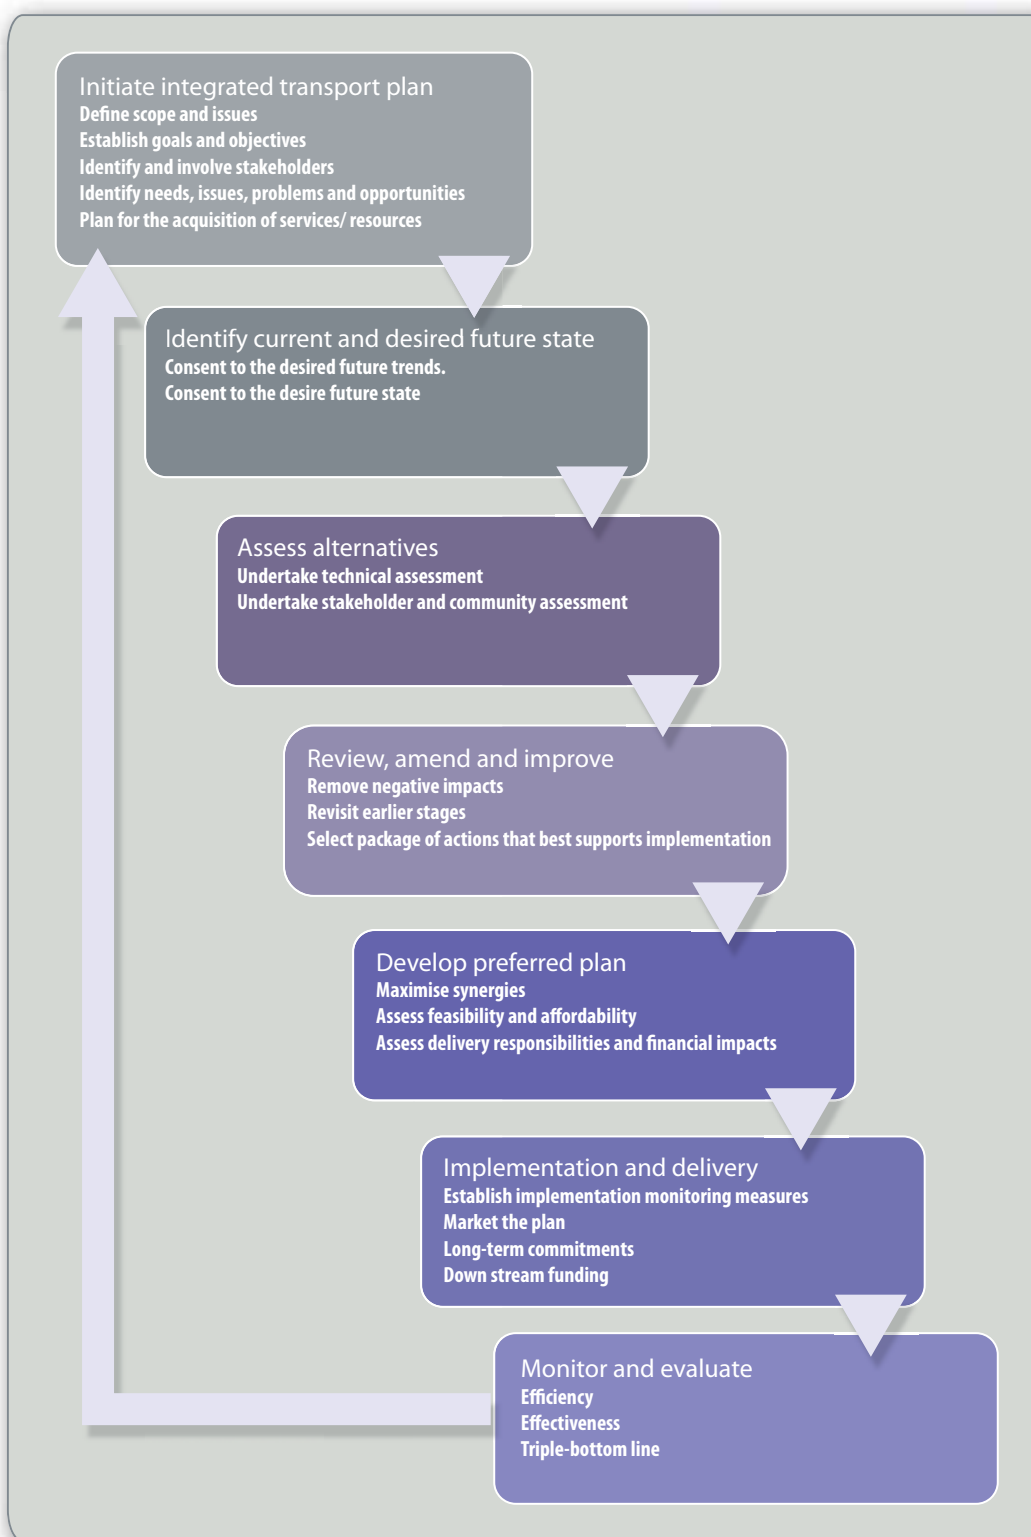 Initiate integrated transport plan
Define scope and issues
Establish goals and objectives
Identify and involve stakeholders
Identify needs, issues, problems and opportunities
Plan for the acquisition of services/ resources
Identify current and desired future state
Consent to the desired future trends.
Consent to the desire future state
Assess alternatives
Undertake technical assessment
Undertake stakeholder and community assessment
Review, amend and improve
Remove negative impacts
Revisit earlier stages
Select package of actions that best supports implementation
Develop preferred plan
Maximise synergies
Assess feasibility and affordability
Assess delivery responsibilities and financial impacts
Implementation and delivery
Establish implementation monitoring measures
Market the plan
Long-term commitments
Down stream funding
Monitor and evaluate
Efficiency
Effectiveness
Triple-bottom line